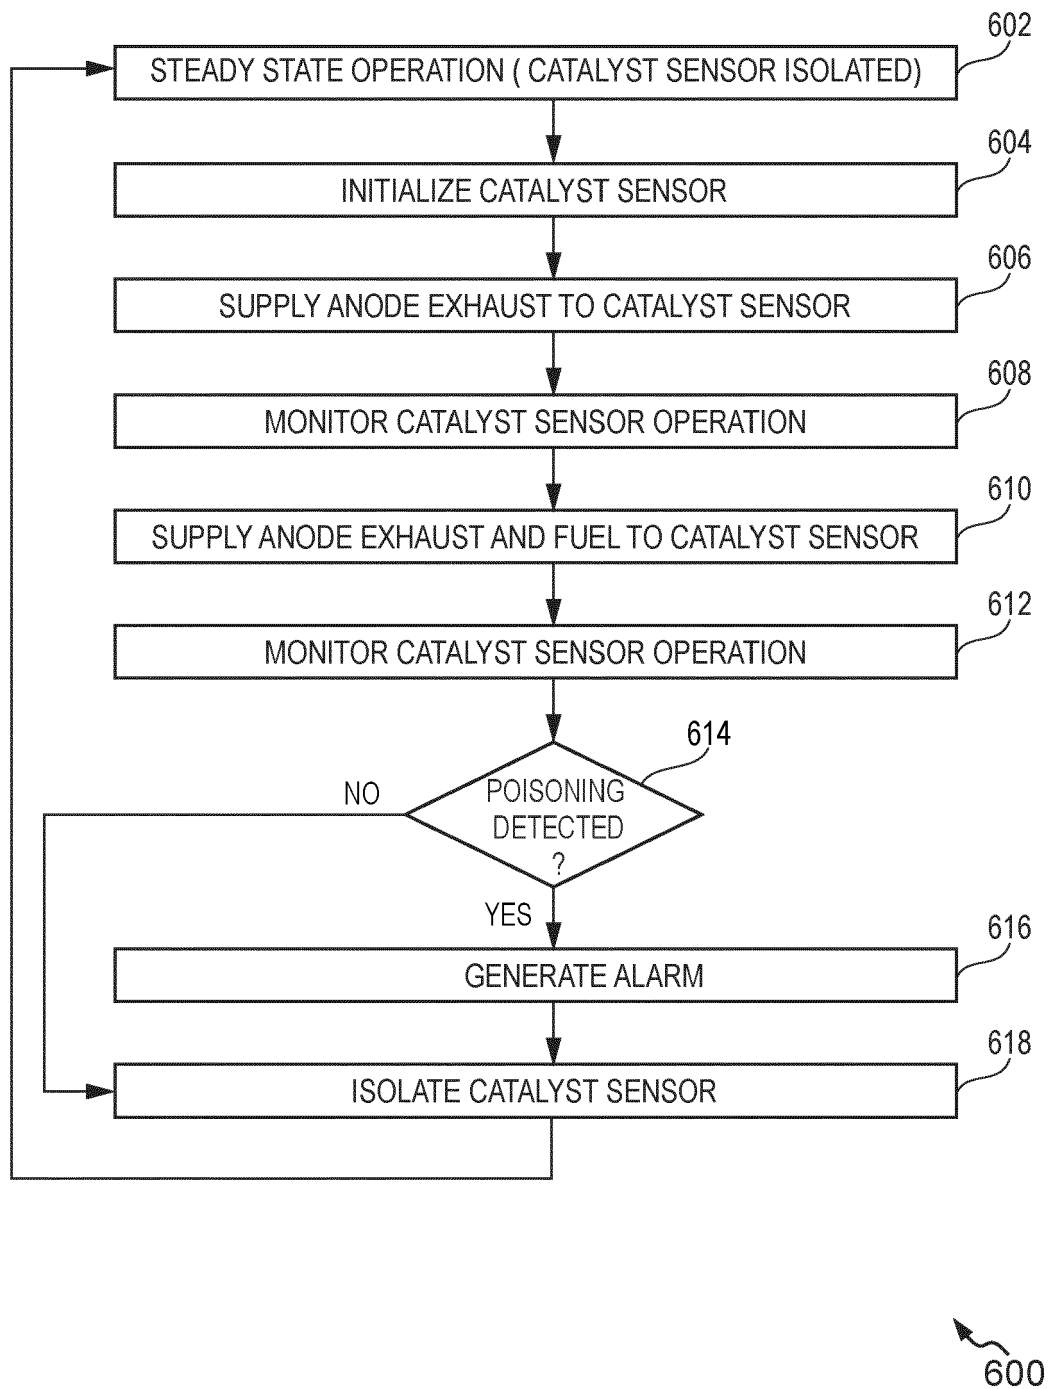 602
STEADY STATE OPERATION ( CATALYST SENSOR ISOLATED)
604
INITIALIZE CATALYST SENSOR
606
SUPPLY ANODE EXHAUST TO CATALYST SENSOR
608
MONITOR CATALYST SENSOR OPERATION
610
SUPPLY ANODE EXHAUST AND FUEL TO CATALYST SENSOR
612
MONITOR CATALYST SENSOR OPERATION
614
POISONING
DETECTED
?
NO
YES
616
GENERATE ALARM
618
ISOLATE CATALYST SENSOR
600